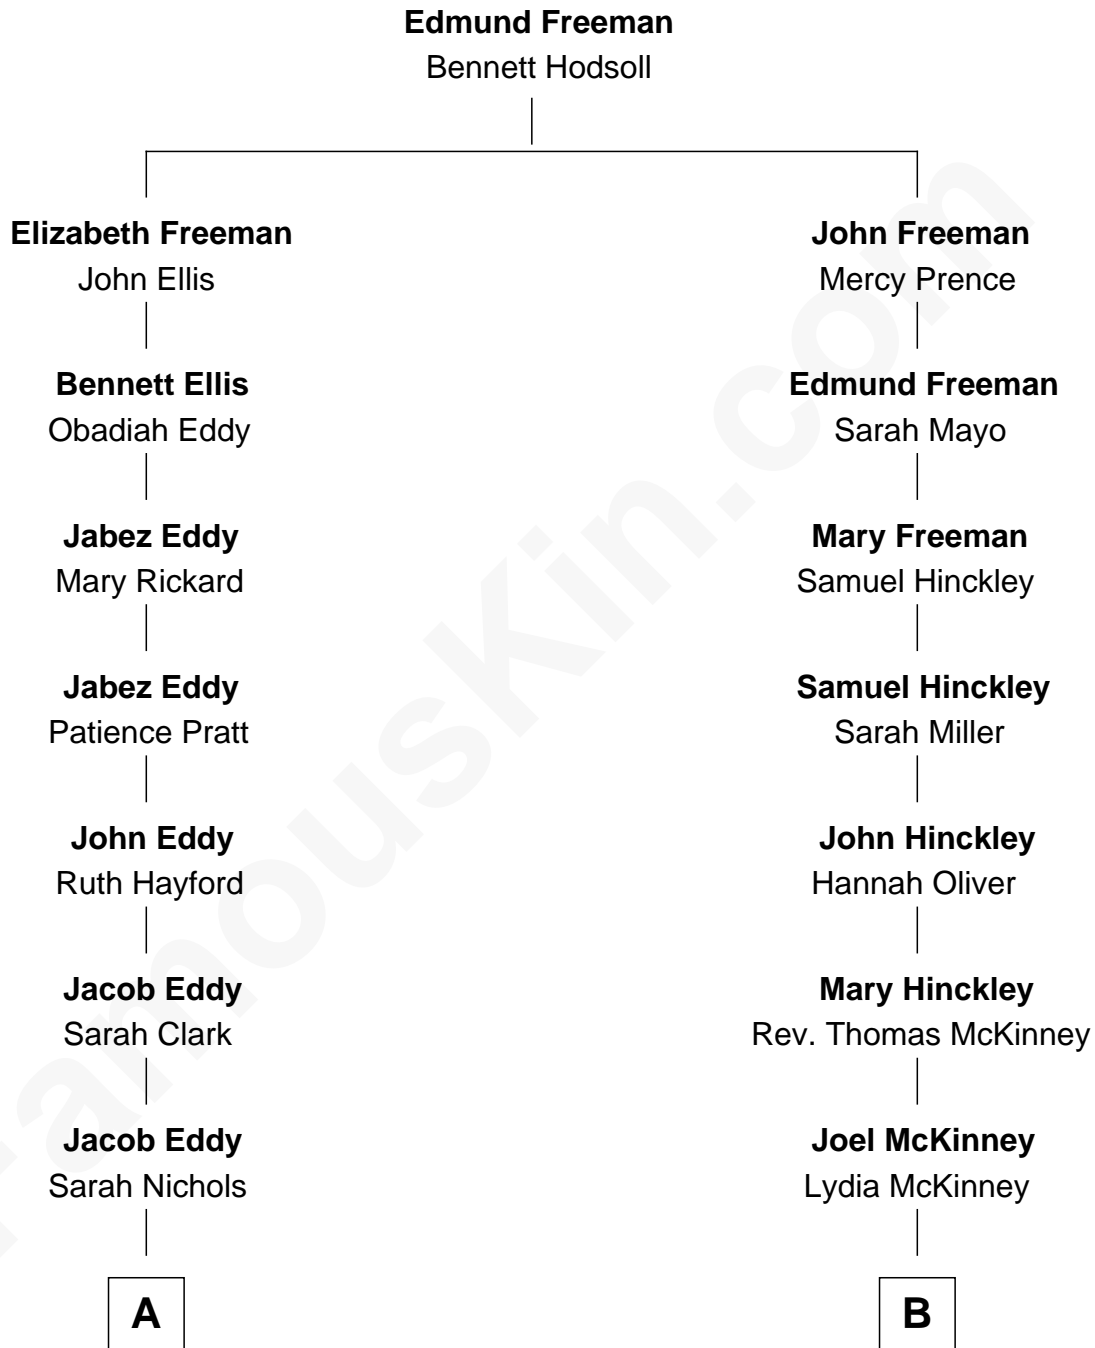 Edmund Freeman
Bennett Hodsoll
Elizabeth Freeman
John Ellis
Bennett Ellis
Obadiah Eddy
Jabez Eddy
Mary Rickard
Jabez Eddy
Patience Pratt
John Eddy
Ruth Hayford
Jacob Eddy
Sarah Clark
Jacob Eddy
Sarah Nichols
A
John Freeman
Mercy Prence
Edmund Freeman
Sarah Mayo
Mary Freeman
Samuel Hinckley
Samuel Hinckley
Sarah Miller
John Hinckley
Hannah Oliver
Mary Hinckley
Rev. Thomas McKinney
Joel McKinney
Lydia McKinney
B
FamousKin.com